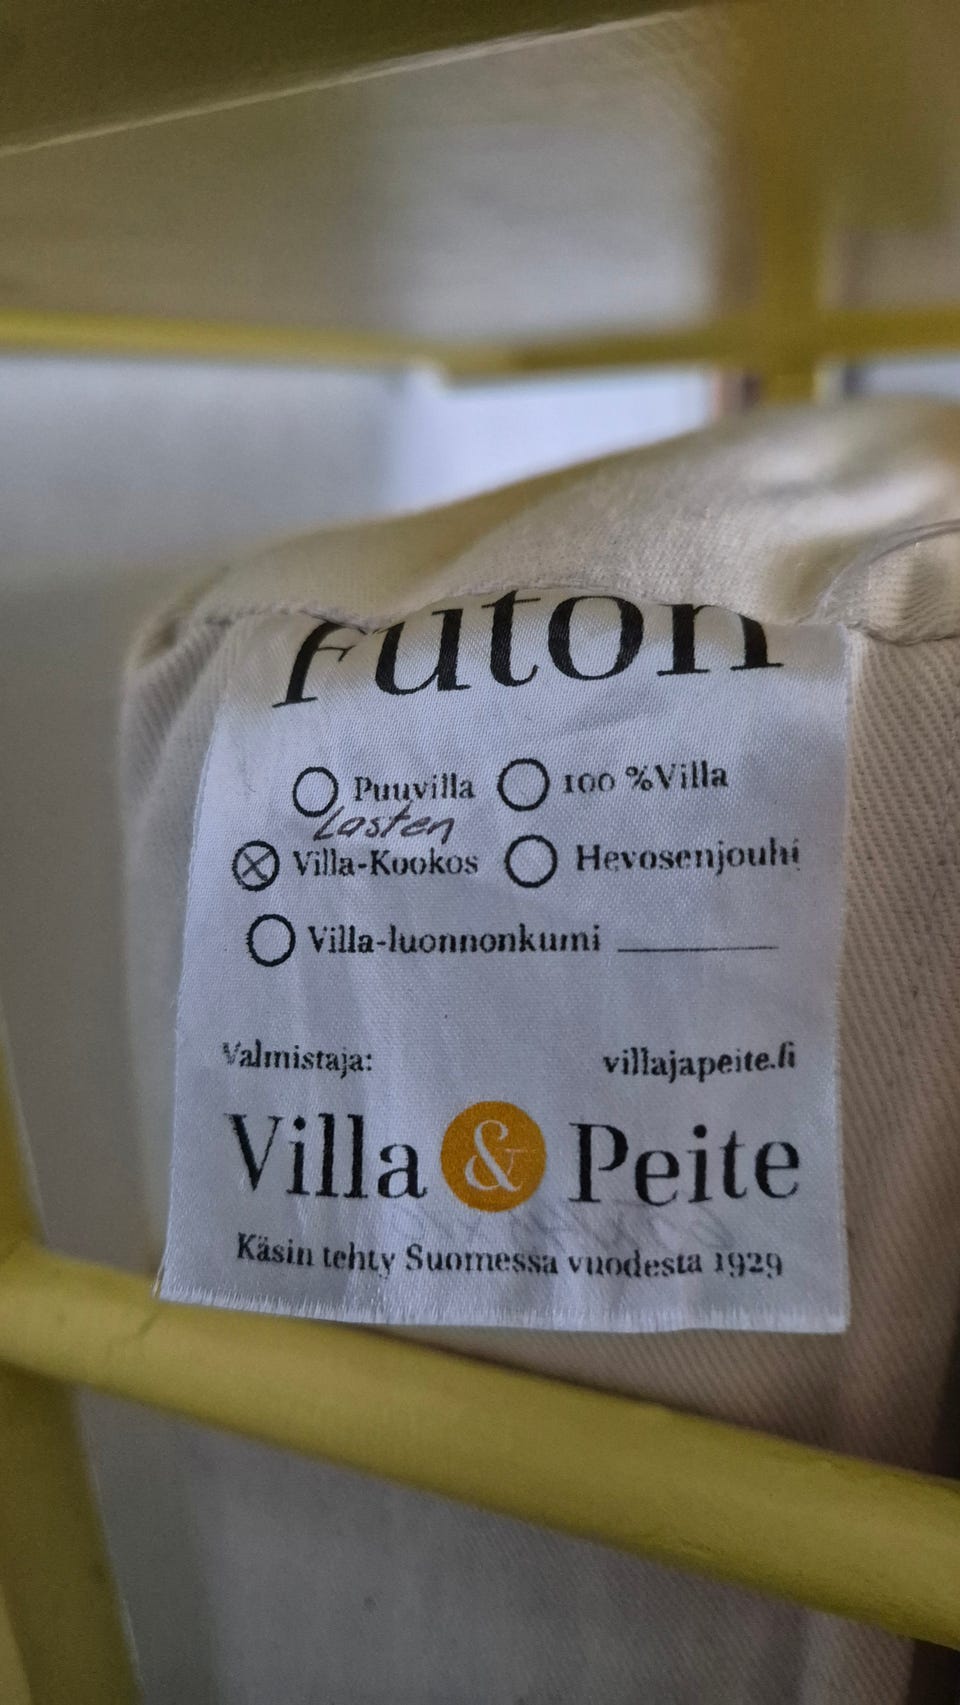 Futon
Puuvilla 100 % Villa
Lasten
Villa-Kookos Hevosenjouhi
Villa-luonnonkumi
Valmistaja: villajapeite.fi
Villa & Peite
Käsin tehty Suomessa vuodesta 1929